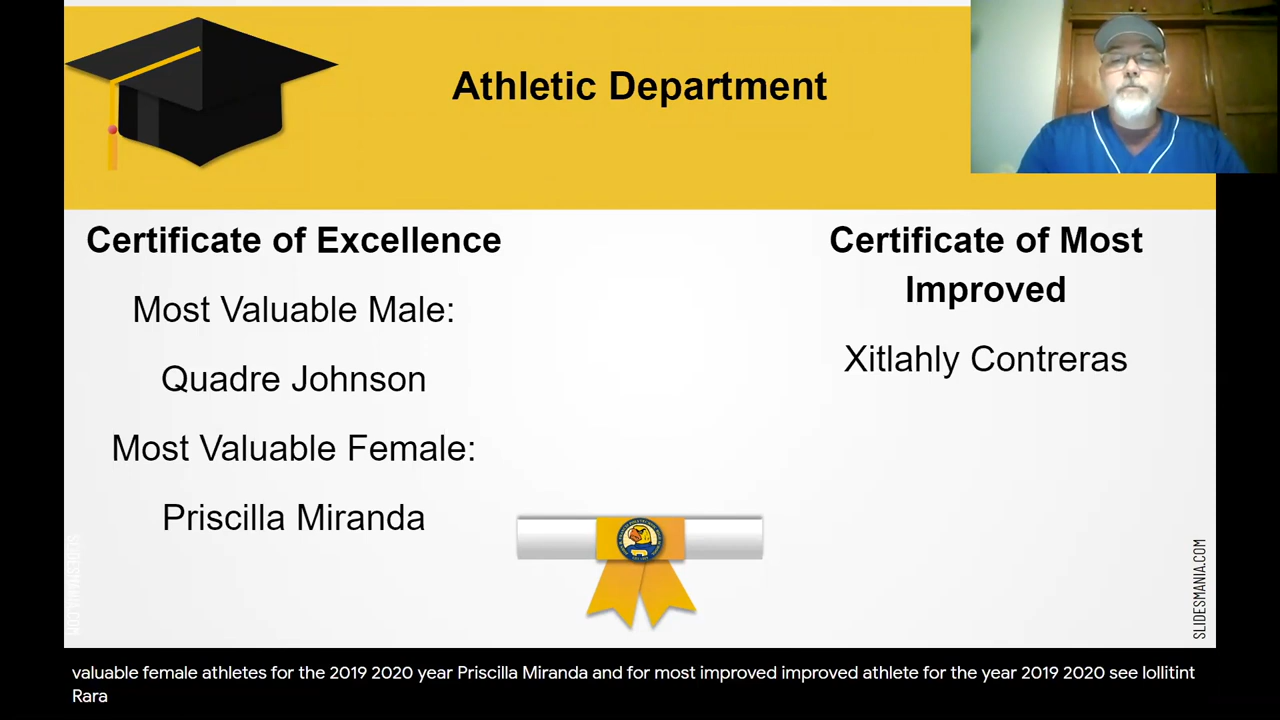 Athletic Department
Certificate of Excellence
Most Valuable Male:
Quadre Johnson
Most Valuable Female:
Priscilla Miranda
Certificate of Most
Improved
Xitlahly Contreras
SLIDESMANIA.COM
SLIDESMANIA.COM
valuable female athletes for the 2019 2020 year Priscilla Miranda and for most improved improved athlete for the year 2019 2020 see lollitint
Rara